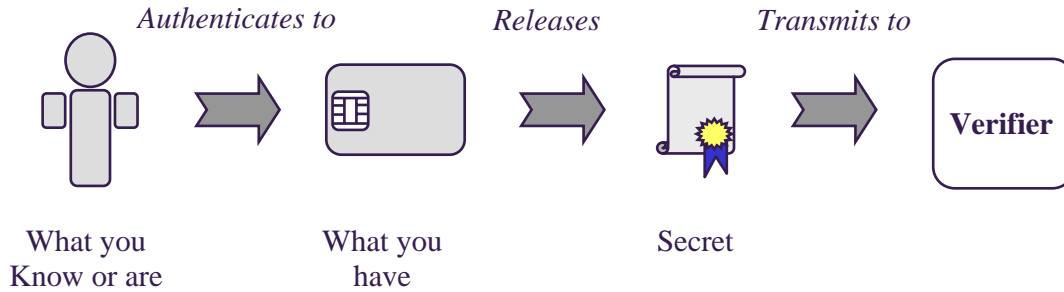 Authenticates to
Releases
Transmits to
Verifier
What you
Know or are
What you
have
Secret